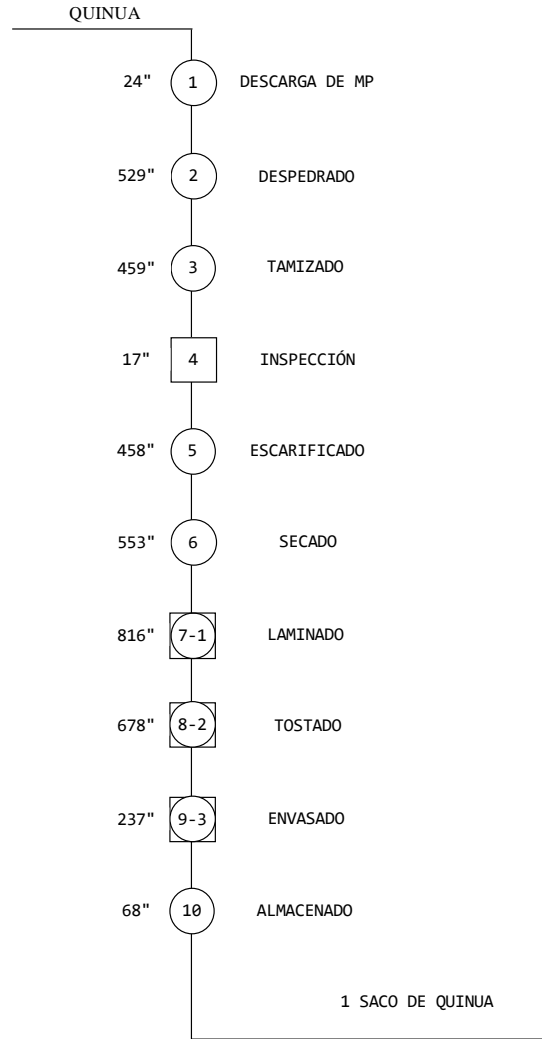 QUINUA
24" 1 DESCARGA DE MP
529" 2 DESPEDRADO
459" 3 TAMIZADO
17" 4 INSPECCIÓN
458" 5 ESCARIFICADO
553" 6 SECADO
816" 7-1 LAMINADO
678" 8-2 TOSTADO
237" 9-3 ENVASADO
68" 10 ALMACENADO
1 SACO DE QUINUA